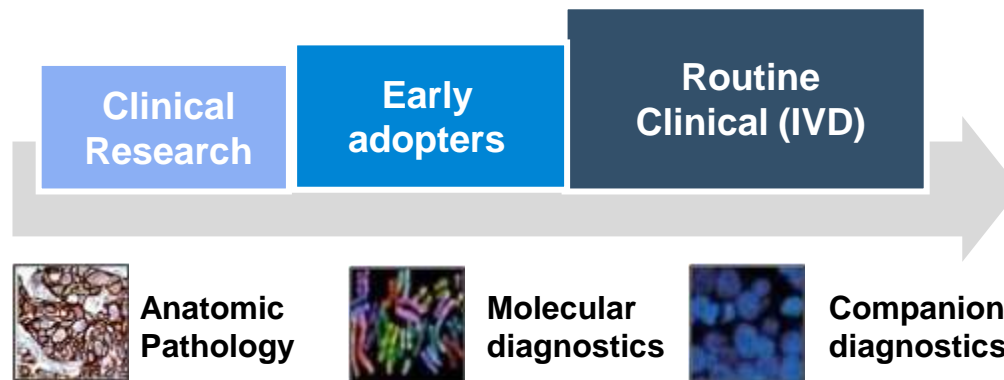 Clinical
Research
Early
adopters
Routine
Clinical (IVD)
Anatomic
Pathology
Molecular
diagnostics
Companion
diagnostics